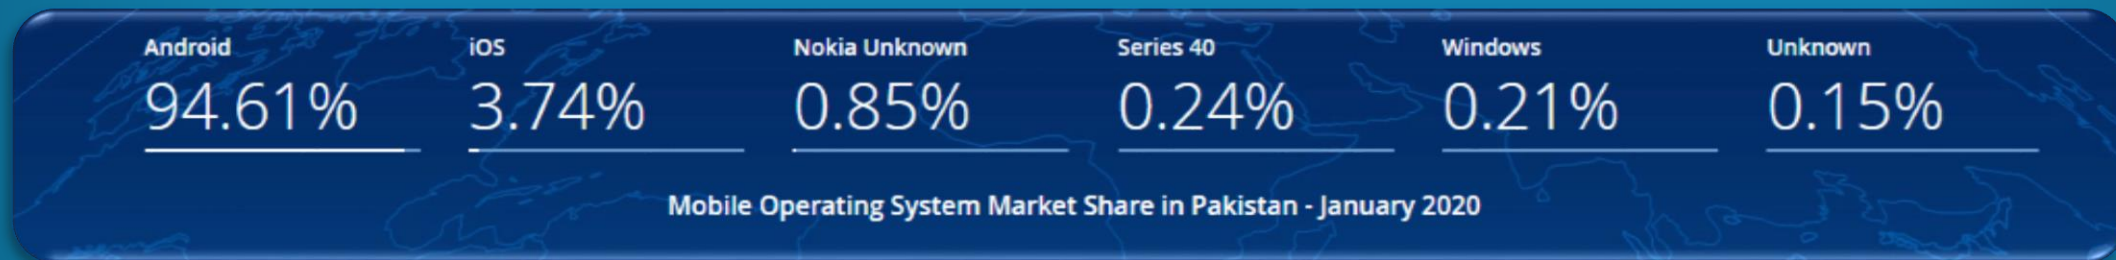 Android iOS Nokia Unknown Series 40 Windows Unknown
94.61% 3.74% 0.85% 0.24% 0.21% 0.15%
Mobile Operating System Market Share in Pakistan - January 2020